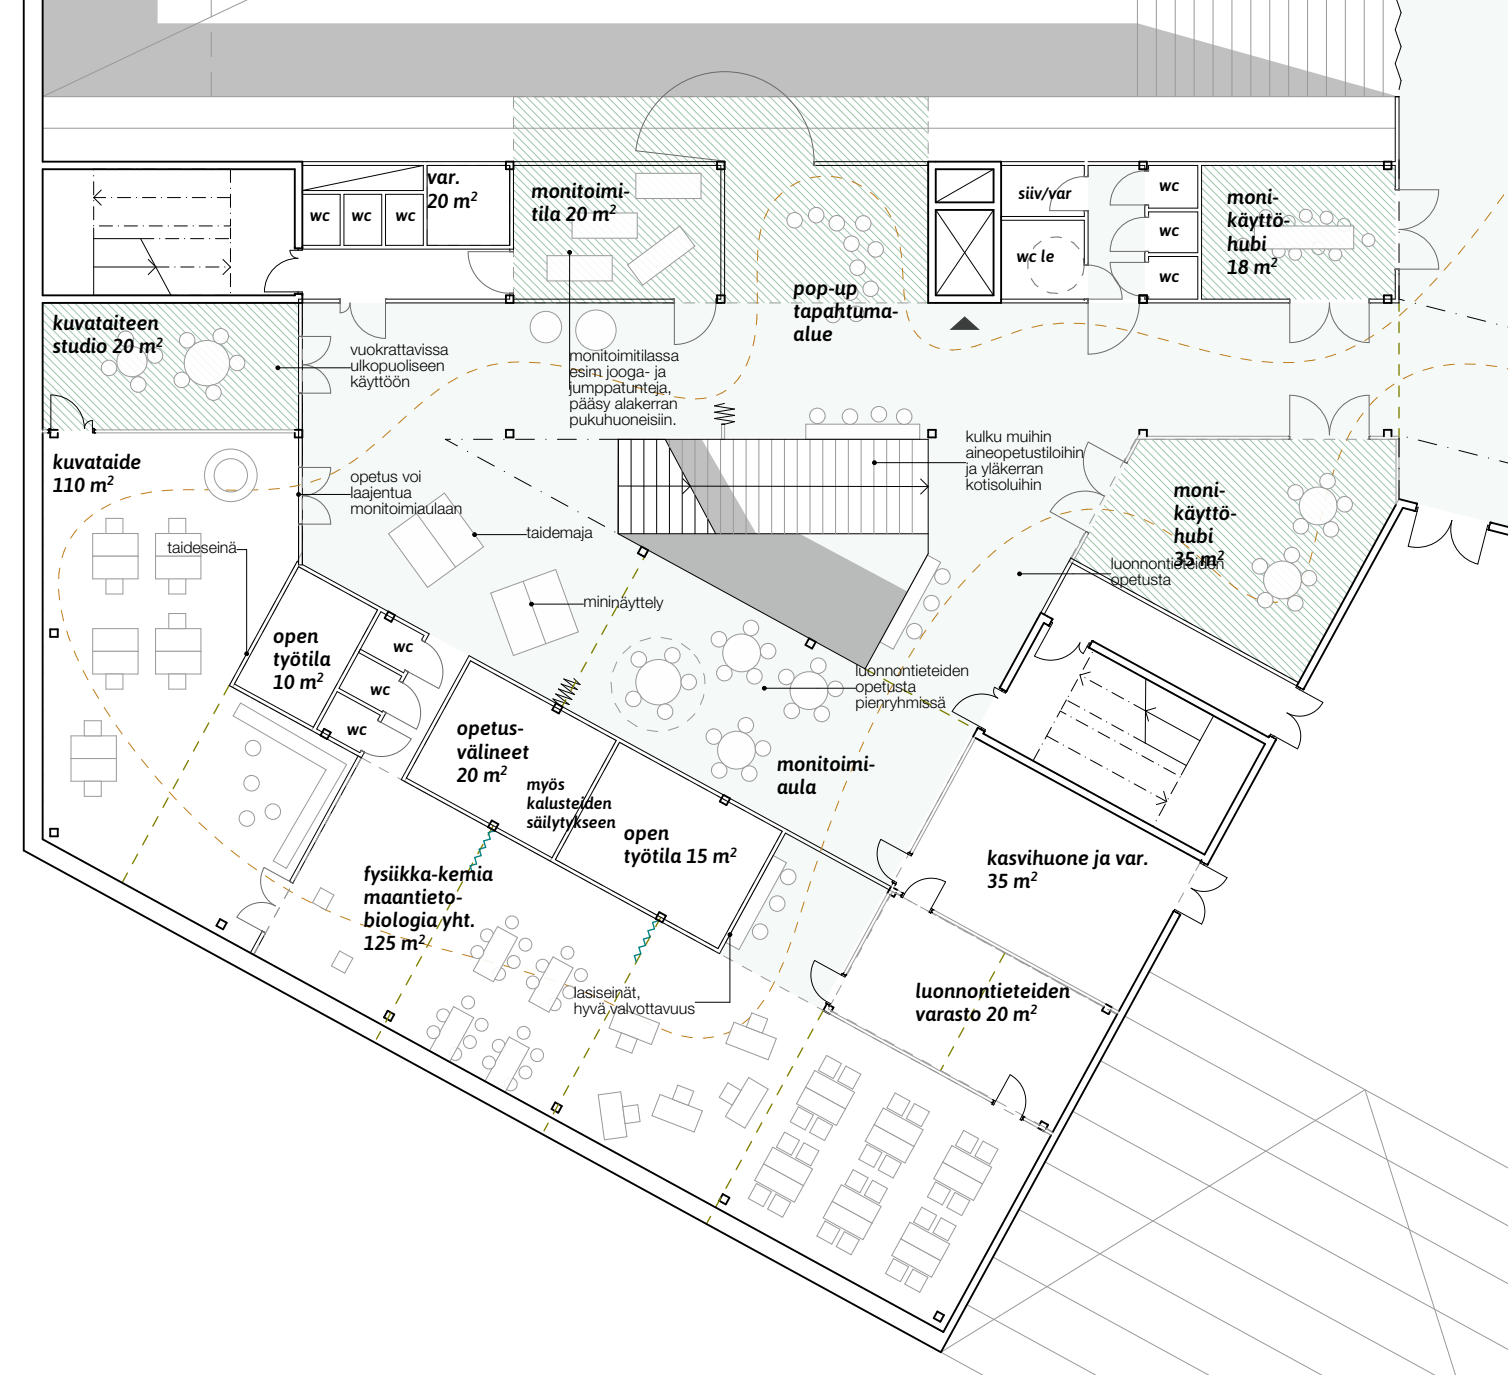 var.
20 m²
wc
wc
wc
monitoimi-
tila 20 m²
siiv/var
wc le
wc
wc
wc
moni-
käyttö-
hubi
18 m²
pop-up
tapahtuma-
alue
kuvataiteen
studio 20 m²
vuokrattavissa
ulkopuoliseen
käyttöön
monitoimitilassa
esim jooga- ja
jumppatunteja,
pääsy alakerran
pukuhuoneisiin.
kuvataide
110 m²
opetus voi
laajentua
monitoimiaulaan
kulku muihin
aineopetustiloihin
ja yläkerran
kotisoluihin
moni-
käyttö-
hubi
35 m²
luonnontieteiden
opetusta
taideseinä
taidemaja
mininäyttely
open
työtila
10 m²
wc
wc
wc
luonnontieteiden
opetusta
pienryhmissä
opetus-
välineet
20 m²
myös
kalusteiden
säilytykseen
monitoimi-
aula
open
työtila 15 m²
kasvihuone ja var.
35 m²
fysiikka-kemia
maantieto-
biologia yht.
125 m²
lasiseinät,
hyvä valvottavuus
luonnontieteiden
varasto 20 m²